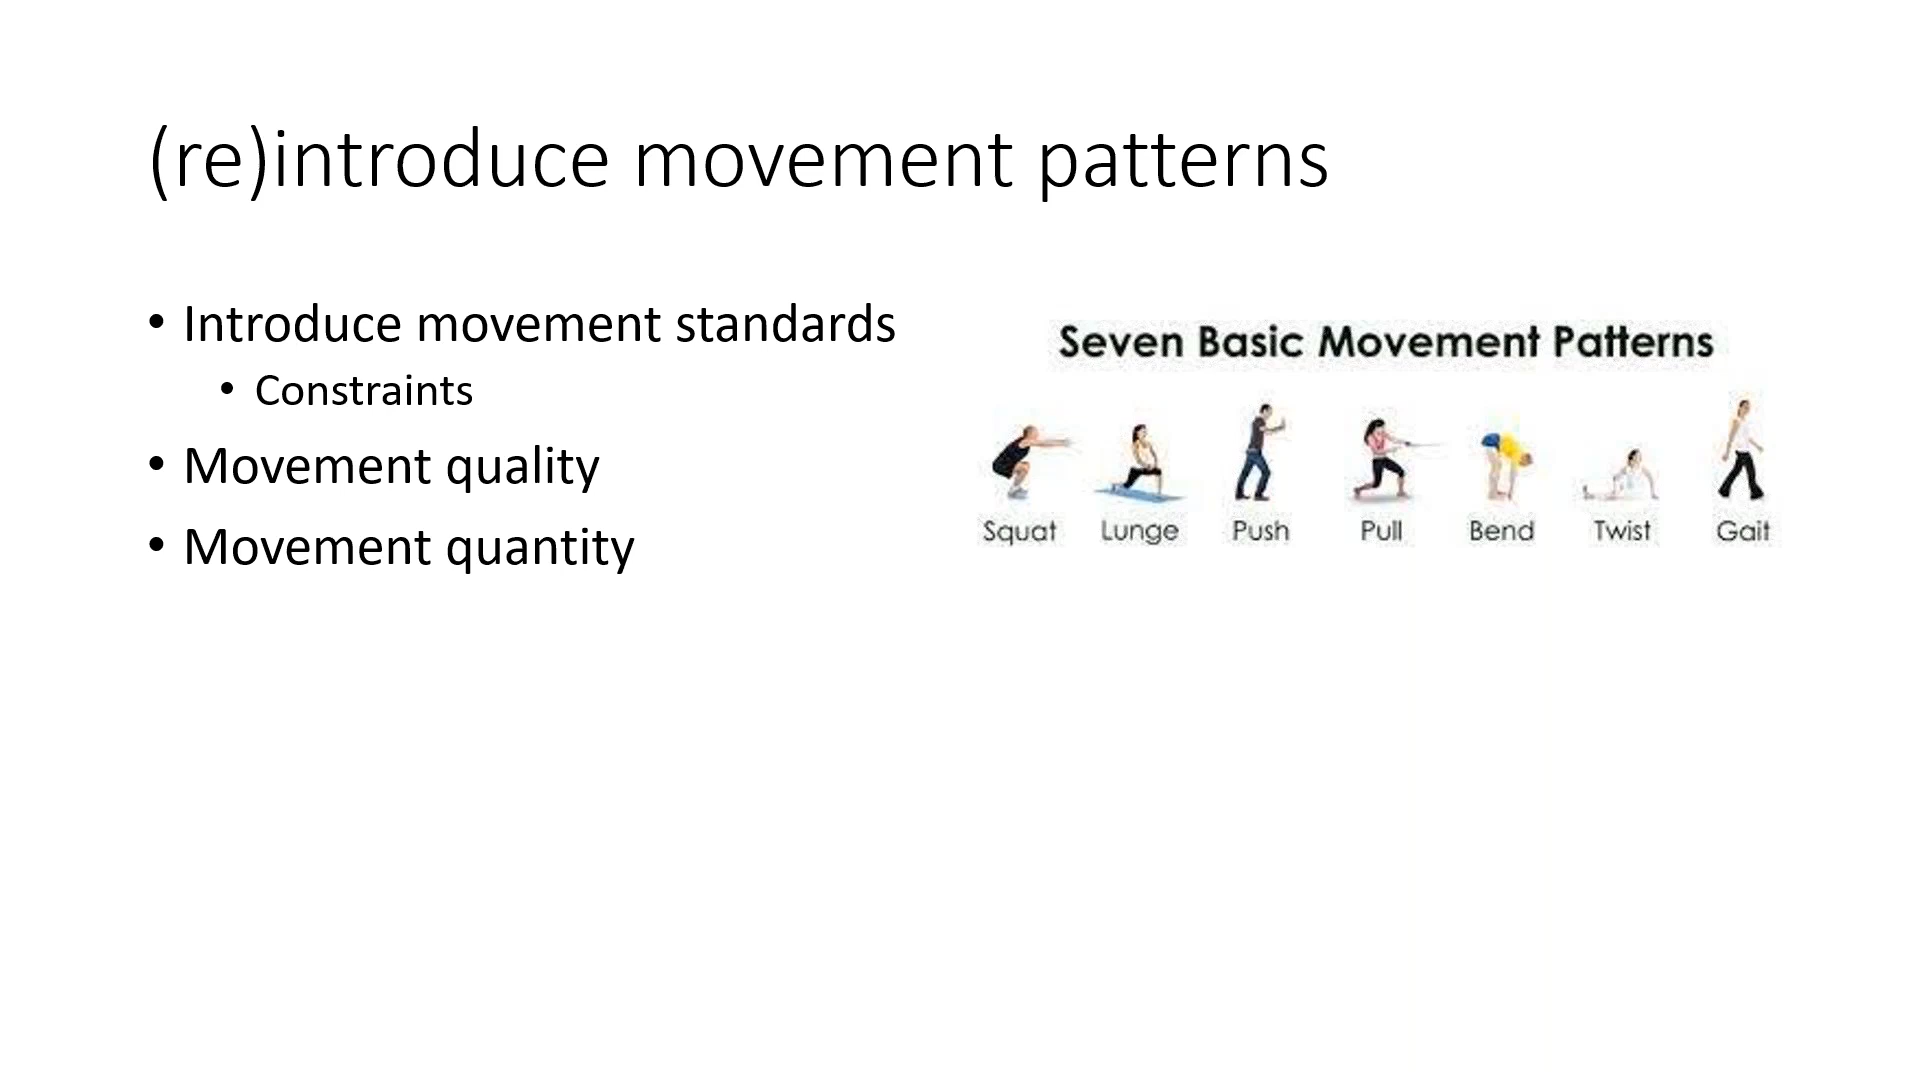 (re)introduce movement patterns
• Introduce movement standards
• Constraints
• Movement quality
• Movement quantity
Seven Basic Movement Patterns
Squat Lunge Push Pull Bend Twist Gait